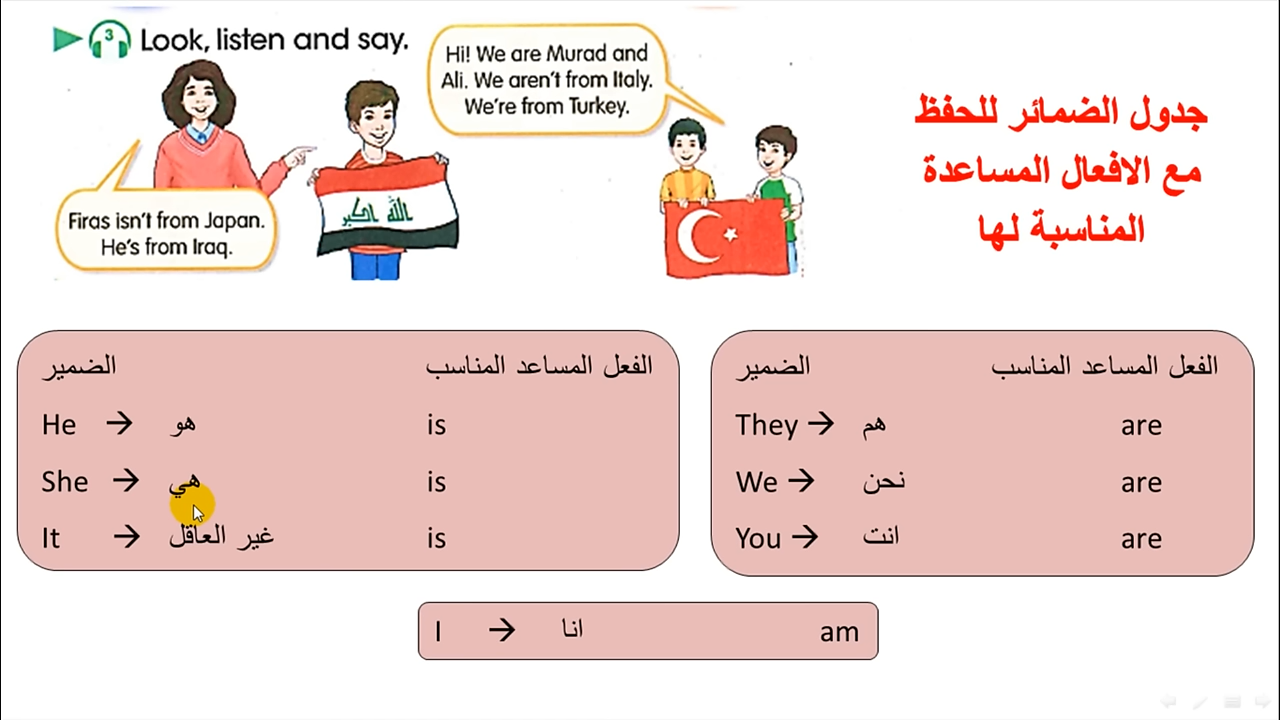 3
Look, listen and say.
Hi! We are Murad and
Ali. We aren't from Italy.
We're from Turkey.
Firas isn't from Japan.
He's from Iraq.
الله اكبر
جدول الضمائر للحفظ
مع الافعال المساعدة
المناسبة لها
الضمير الفعل المساعد المناسب
He → هو is
She → هي is
It → غير العاقل is
الضمير الفعل المساعد المناسب
They → هم are
We → نحن are
You → انت are
I → انا am